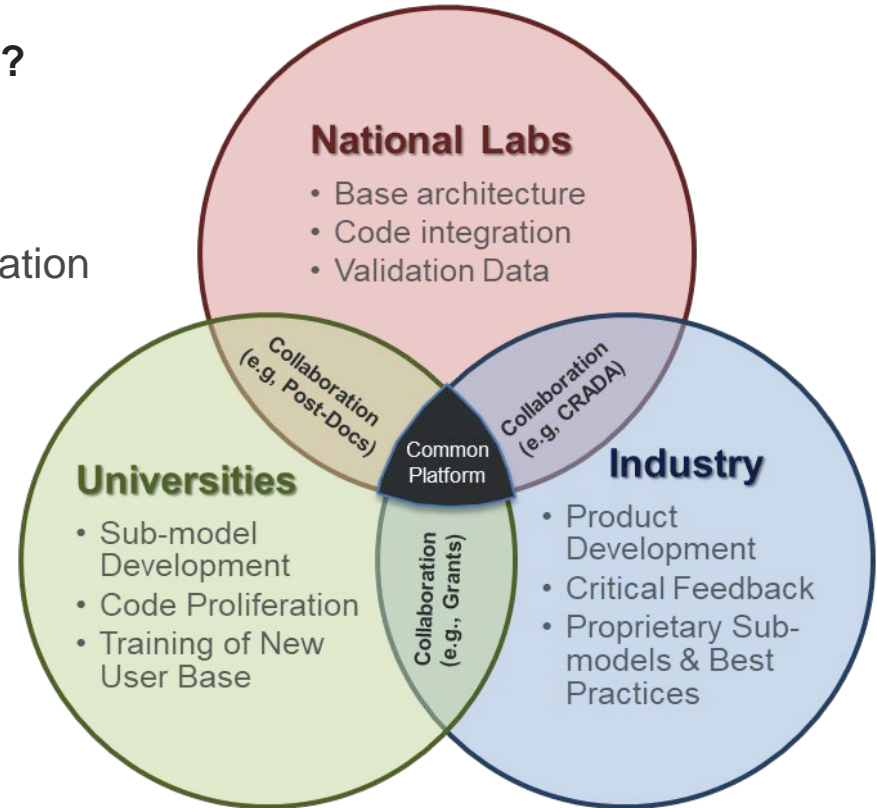 ?
ation
National Labs
• Base architecture
• Code integration
• Validation Data
Collaboration
(e.g, Post-Docs)
Collaboration
(e.g, CRADA)
Common
Platform
Universities
• Sub-model
Development
• Code Proliferation
• Training of New
User Base
Collaboration
(e.g., Grants)
Industry
• Product
Development
• Critical Feedback
• Proprietary Sub-
models & Best
Practices